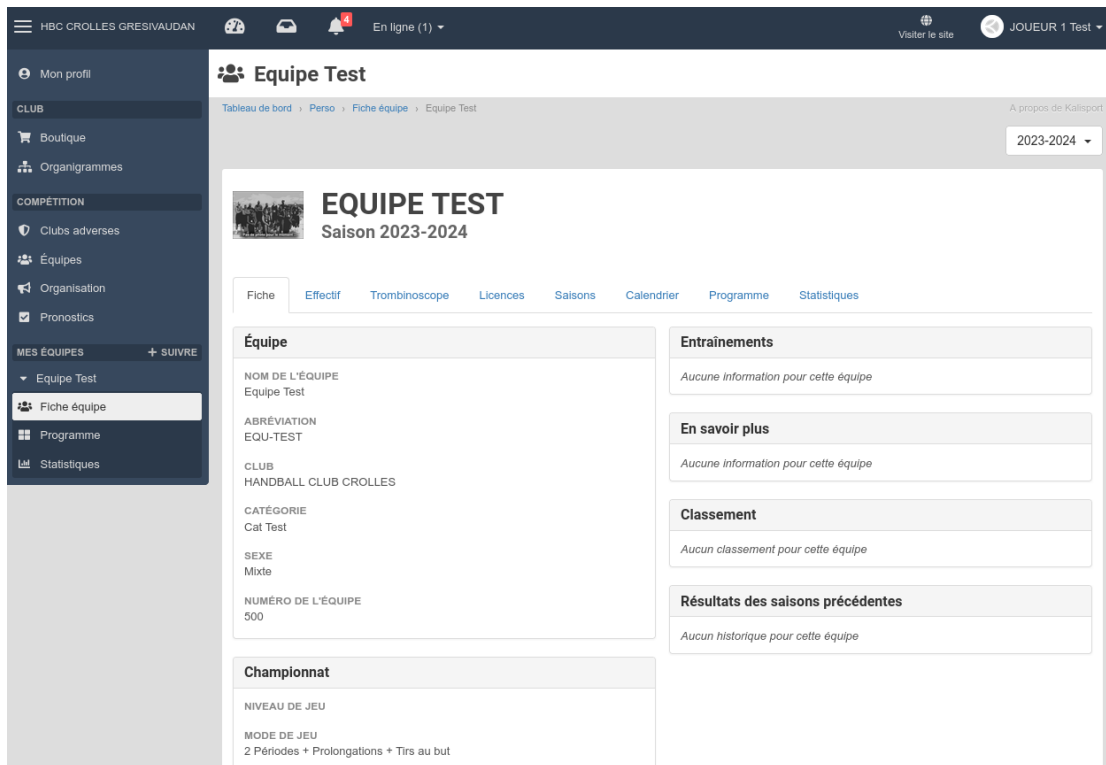 HBC CROLLES GRESIVAUDAN
4
En ligne (1)
Visiter le site
JOUEUR 1 Test
Mon profil
CLUB
Boutique
Organigrammes
COMPÉTITION
Clubs adverses
Équipes
Organisation
Pronostics
MES ÉQUIPES + SUIVRE
Equipe Test
Fiche équipe
Programme
Statistiques
Equipe Test
Tableau de bord › Perso › Fiche équipe › Equipe Test
A propos de Kalisport
2023-2024
EQUIPE TEST
Saison 2023-2024
Fiche Effectif Trombinoscope Licences Saisons Calendrier Programme Statistiques
Équipe
NOM DE L'ÉQUIPE
Equipe Test
ABRÉVIATION
EQU-TEST
CLUB
HANDBALL CLUB CROLLES
CATÉGORIE
Cat Test
SEXE
Mixte
NUMÉRO DE L'ÉQUIPE
500
Championnat
NIVEAU DE JEU
MODE DE JEU
2 Périodes + Prolongations + Tirs au but
Entraînements
Aucune information pour cette équipe
En savoir plus
Aucune information pour cette équipe
Classement
Aucun classement pour cette équipe
Résultats des saisons précédentes
Aucun historique pour cette équipe